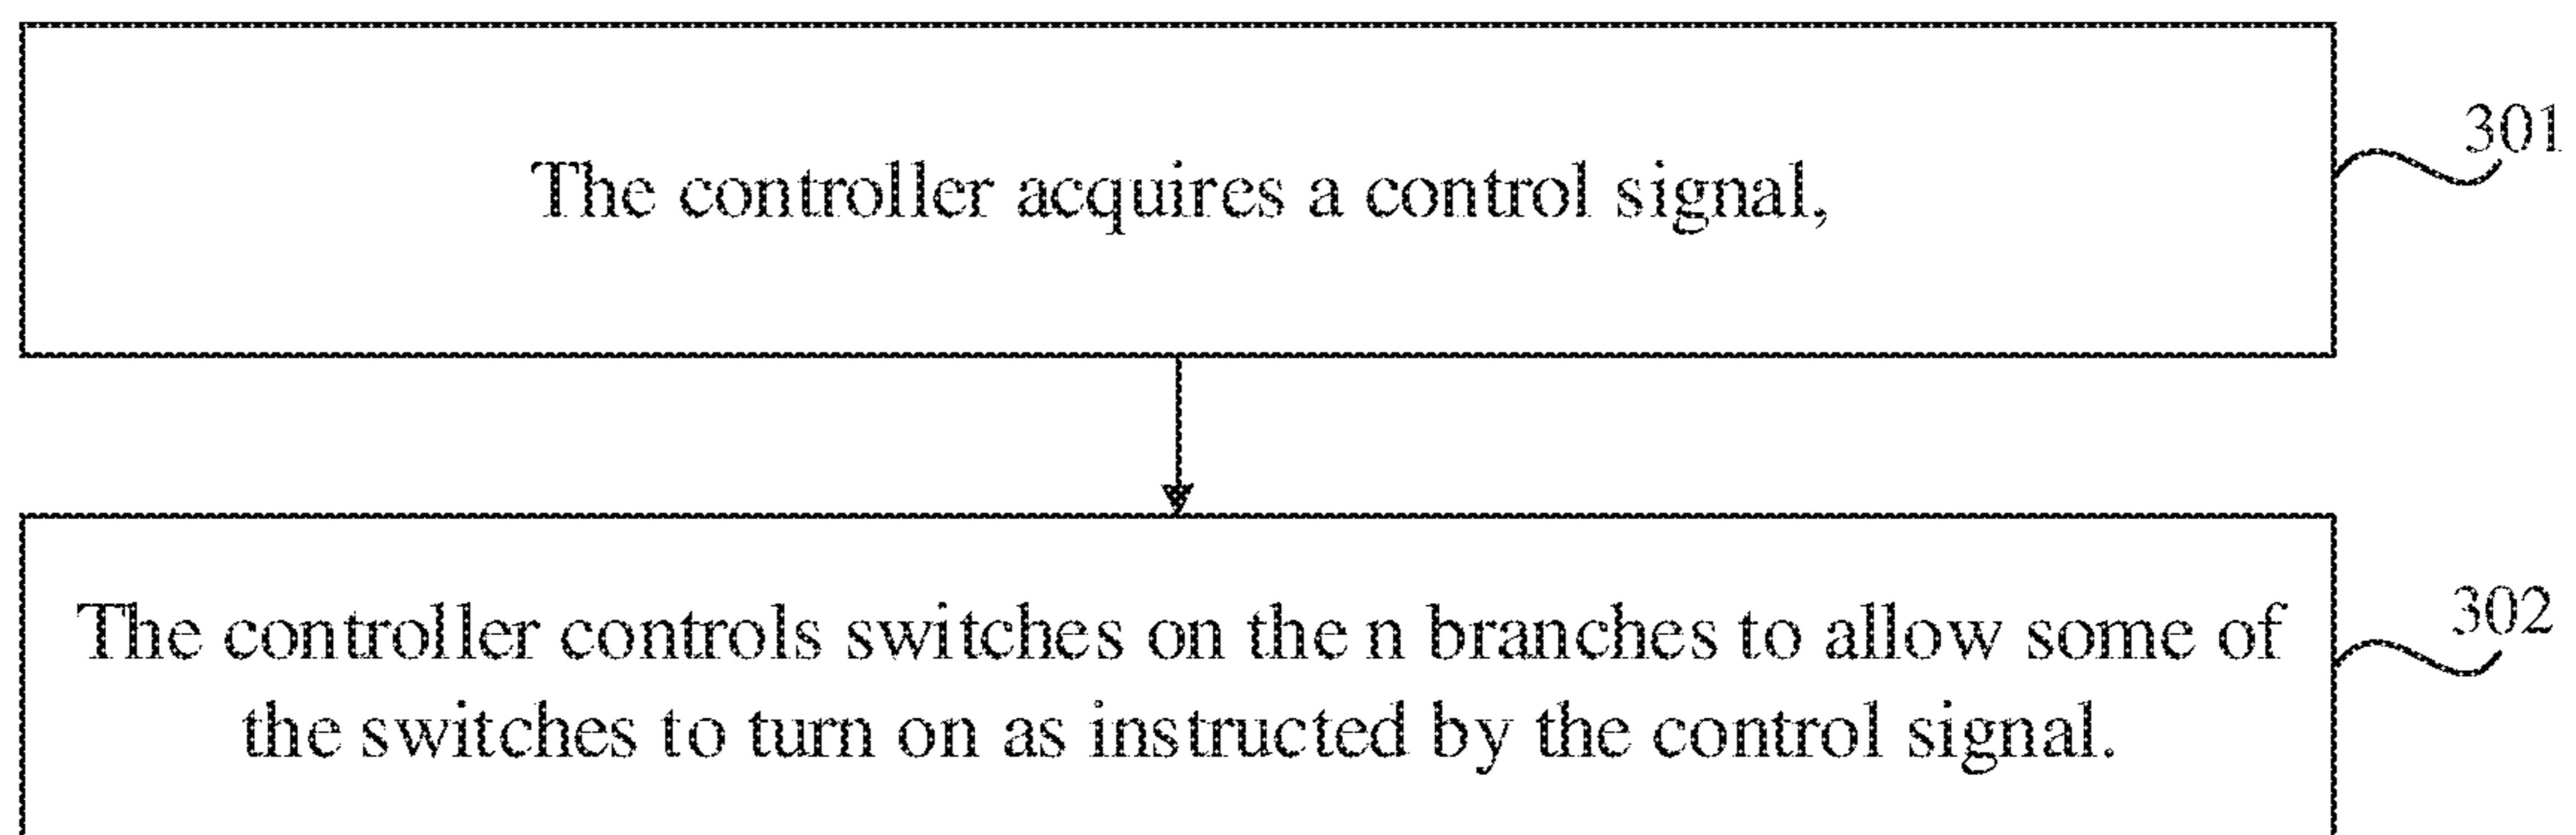 The controller acquires a control signal,
301
The controller controls switches on the n branches to allow some of
the switches to turn on as instructed by the control signal.
302